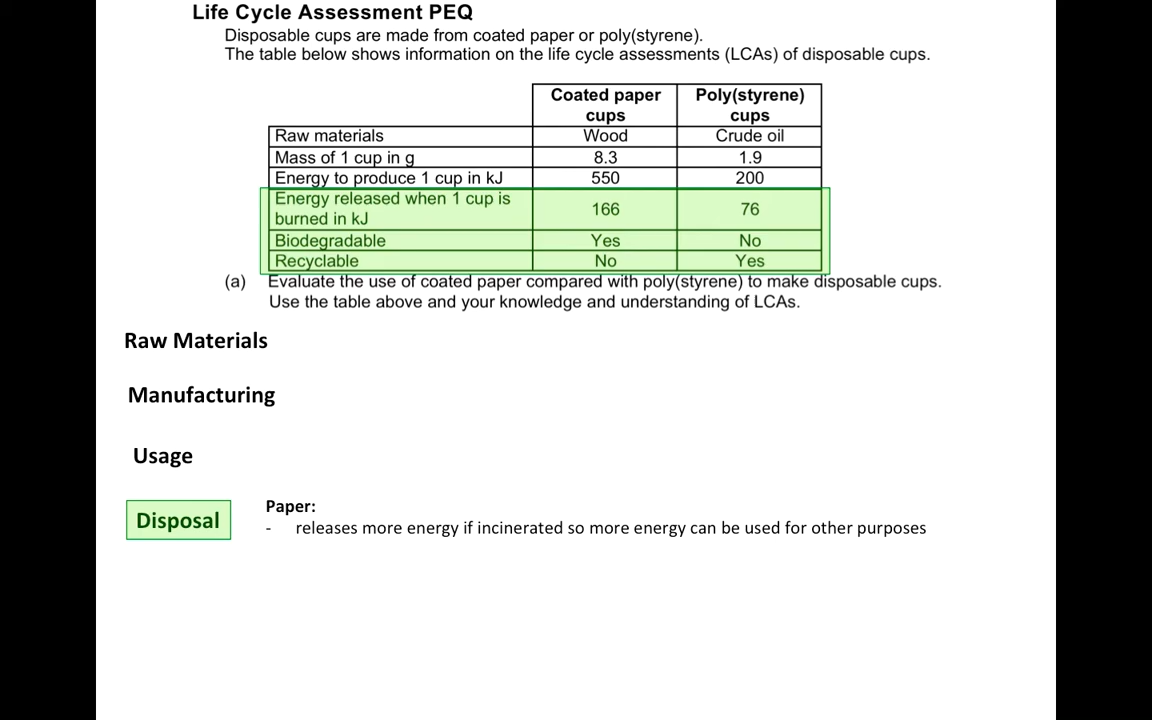 Life Cycle Assessment PEQ
Disposable cups are made from coated paper or poly(styrene).
The table below shows information on the life cycle assessments (LCAs) of disposable cups.
Coated paper cups Poly(styrene) cups
Raw materials Wood Crude oil
Mass of 1 cup in g 8.3 1.9
Energy to produce 1 cup in kJ 550 200
Energy released when 1 cup is burned in kJ 166 76
Biodegradable Yes No
Recyclable No Yes
(a) Evaluate the use of coated paper compared with poly(styrene) to make disposable cups.
Use the table above and your knowledge and understanding of LCAs.
Raw Materials
Manufacturing
Usage
Disposal
Paper:
- releases more energy if incinerated so more energy can be used for other purposes